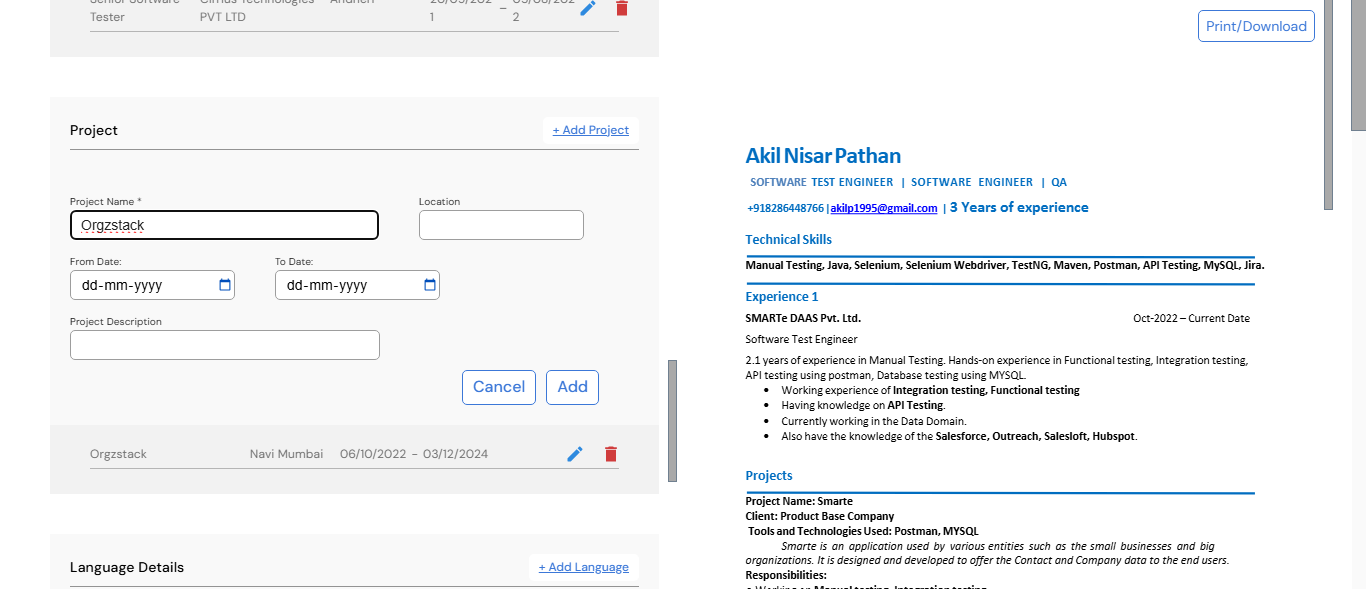 Senior Software Cirrus Technologies Andheri 20/09/202 – 03/08/202
Tester PVT LTD 1 2
Project + Add Project
Project Name * Location
Orgzstack
From Date: To Date:
dd-mm-yyyy dd-mm-yyyy
Project Description
Cancel Add
Orgzstack Navi Mumbai 06/10/2022 – 03/12/2024
Language Details + Add Language
Print/Download
Akil Nisar Pathan
SOFTWARE TEST ENGINEER | SOFTWARE ENGINEER | QA
+918286448766 |akilp1995@gmail.com | 3 Years of experience
Technical Skills
Manual Testing, Java, Selenium, Selenium Webdriver, TestNG, Maven, Postman, API Testing, MySQL, Jira.
Experience 1
SMARTe DAAS Pvt. Ltd. Oct-2022 – Current Date
Software Test Engineer
2.1 years of experience in Manual Testing. Hands-on experience in Functional testing, Integration testing,
API testing using postman, Database testing using MYSQL.
• Working experience of Integration testing, Functional testing
• Having knowledge on API Testing.
• Currently working in the Data Domain.
• Also have the knowledge of the Salesforce, Outreach, Salesloft, Hubspot.
Projects
Project Name: Smarte
Client: Product Base Company
Tools and Technologies Used: Postman, MYSQL
Smarte is an application used by various entities such as the small businesses and big
organizations. It is designed and developed to offer the Contact and Company data to the end users.
Responsibilities:
• Working on Manual testing, Integration testing